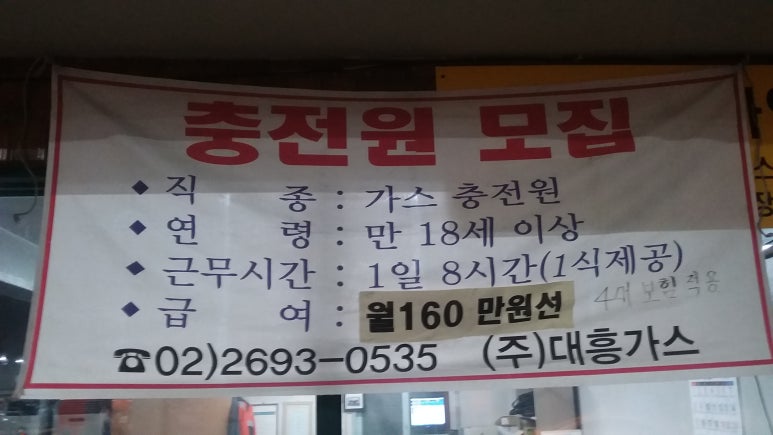 충전원 모집
◆ 직 종 : 가스 충전원
◆ 연 령 : 만 18세 이상
◆ 근무시간 : 1일 8시간(1식제공)
◆ 급 여 : 월160 만원선 4대 보험 적용
☎02)2693-0535 (주)대흥가스